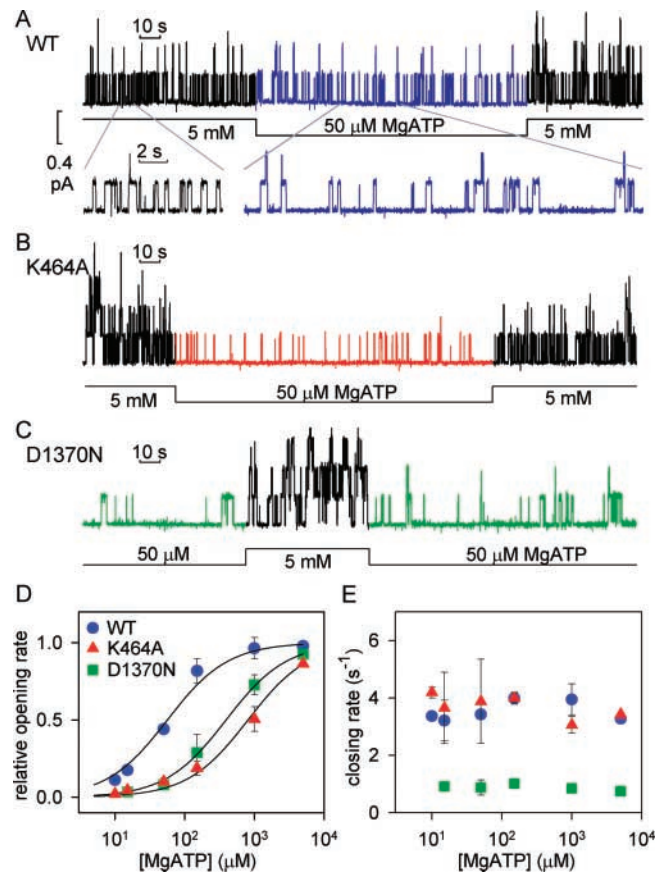 A
10 s
WT
5 mM
50 μM MgATP
5 mM
0.4
pA
2 s
B
10 s
K464A
5 mM
50 μM MgATP
5 mM
C
10 s
D1370N
50 μM
5 mM
50 μM MgATP
D
WT
K464A
D1370N
relative opening rate
1.0
0.5
0.0
10¹ 10² 10³ 10⁴
[MgATP] (μM)
E
closing rate (s⁻¹)
6
4
2
0
10¹ 10² 10³ 10⁴
[MgATP] (μM)